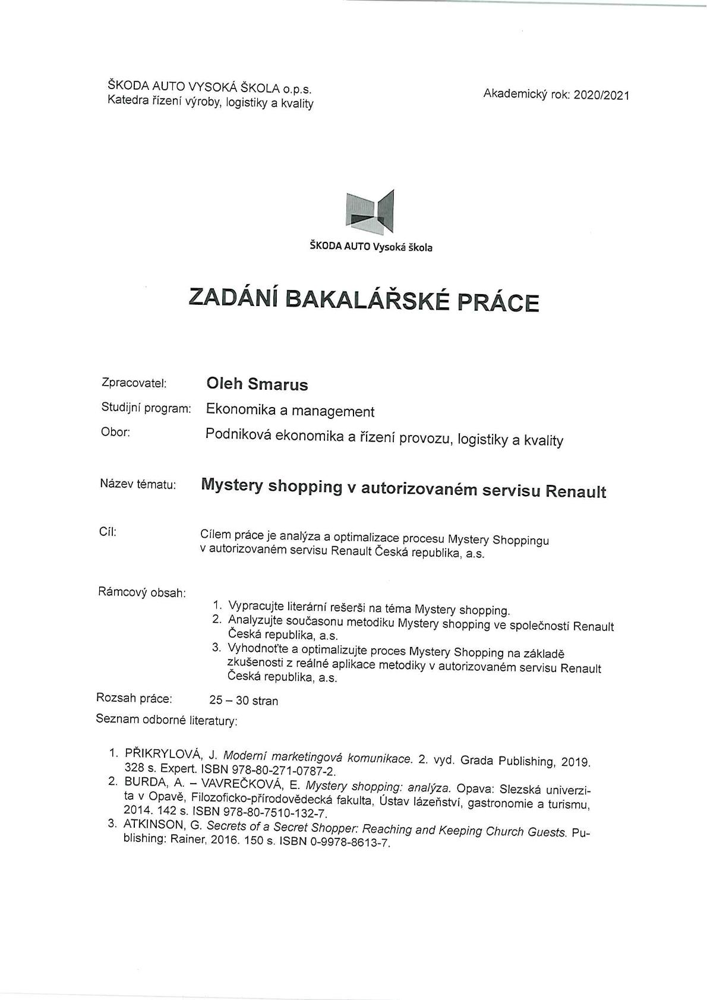 ŠKODA AUTO VYSOKÁ ŠKOLA o.p.s.
Katedra řízení výroby, logistiky a kvality
Akademický rok: 2020/2021
ŠKODA AUTO Vysoká škola
ZADÁNÍ BAKALÁŘSKÉ PRÁCE
Zpracovatel: Oleh Smarus
Studijní program: Ekonomika a management
Obor: Podniková ekonomika a řízení provozu, logistiky a kvality
Název tématu: Mystery shopping v autorizovaném servisu Renault
Cíl: Cílem práce je analýza a optimalizace procesu Mystery Shoppingu
v autorizovaném servisu Renault Česká republika, a.s.
Rámcový obsah:
1. Vypracujte literární rešerši na téma Mystery shopping.
2. Analyzujte současonu metodiku Mystery shopping ve společností Renault
Česká republika, a.s.
3. Vyhodnoťte a optimalizujte proces Mystery Shopping na základě
zkušenosti z reálné aplikace metodiky v autorizovaném servisu Renault
Česká republika, a.s.
Rozsah práce: 25 – 30 stran
Seznam odborné literatury:
1. PŘIKRYLOVÁ, J. Moderní marketingová komunikace. 2. vyd. Grada Publishing, 2019.
328 s. Expert. ISBN 978-80-271-0787-2.
2. BURDA, A. – VAVREČKOVÁ, E. Mystery shopping: analýza. Opava: Slezská univerzi-
ta v Opavě, Filozoficko-přírodovědecká fakulta, Ústav lázeňství, gastronomie a turismu,
2014. 142 s. ISBN 978-80-7510-132-7.
3. ATKINSON, G. Secrets of a Secret Shopper: Reaching and Keeping Church Guests. Pu-
blishing: Rainer, 2016. 150 s. ISBN 0-9978-8613-7.